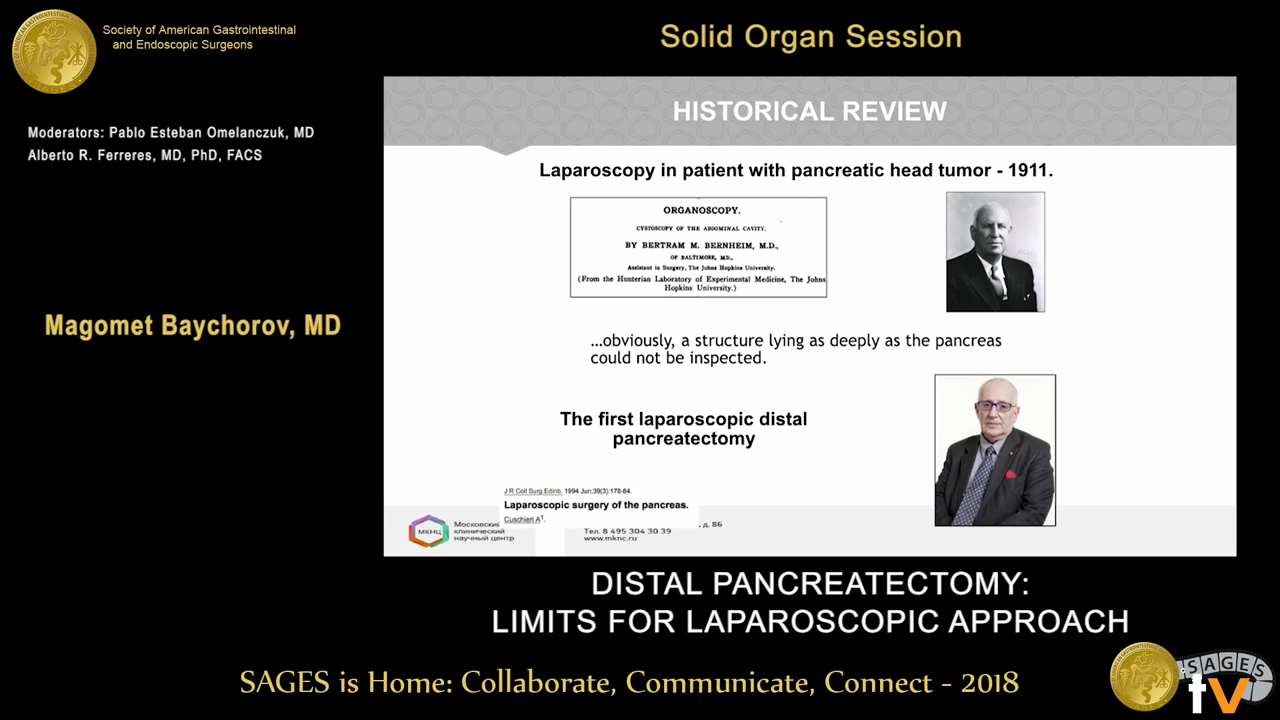 Society of American Gastrointestinal
and Endoscopic Surgeons
Solid Organ Session
Moderators: Pablo Esteban Omelanczuk, MD
Alberto R. Ferreres, MD, PhD, FACS
Magomet Baychorov, MD
HISTORICAL REVIEW
Laparoscopy in patient with pancreatic head tumor - 1911.
ORGANOSCOPY.
CYSTOSCOPY OF THE ABDOMINAL CAVITY.
BY BERTRAM M. BERNHEIM, M.D.,
OF BALTIMORE, MD.,
Assistant in Surgery, The Johns Hopkins University.
(From the Hunterian Laboratory of Experimental Medicine, The Johns
Hopkins University.)
...obviously, a structure lying as deeply as the pancreas
could not be inspected.
The first laparoscopic distal
pancreatectomy
J R Coll Surg Edinb. 1994 Jun;39(3):178-84.
Laparoscopic surgery of the pancreas.
Cuschieri A1.
МКНЦ
Московский
клинический
научный центр
, д. 86
Тел. 8 495 304 30 39
www.mknc.ru
DISTAL PANCREATECTOMY:
LIMITS FOR LAPAROSCOPIC APPROACH
SAGES is Home: Collaborate, Communicate, Connect - 2018
SAGES
tv